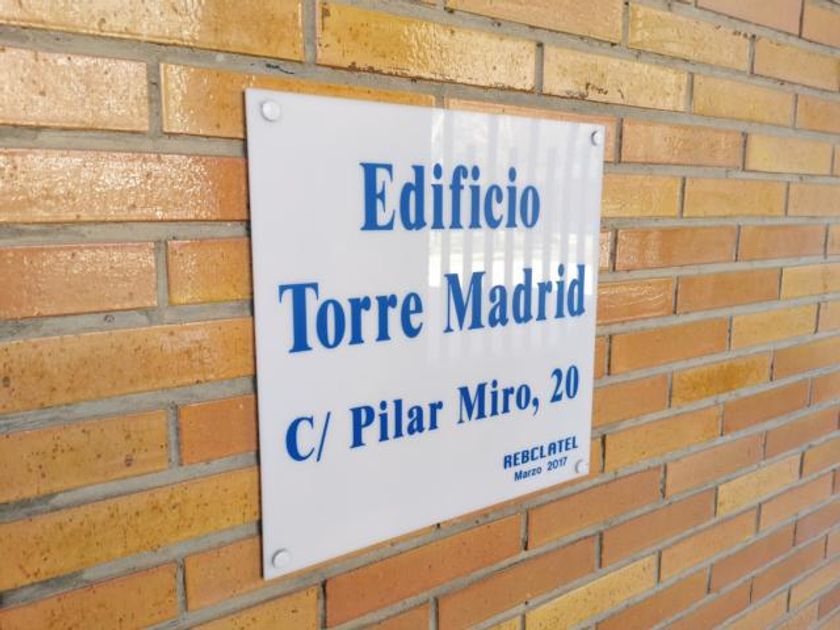 Edificio
Torre Madrid
C/ Pilar Miro, 20
REBCLATEL
Marzo 2017